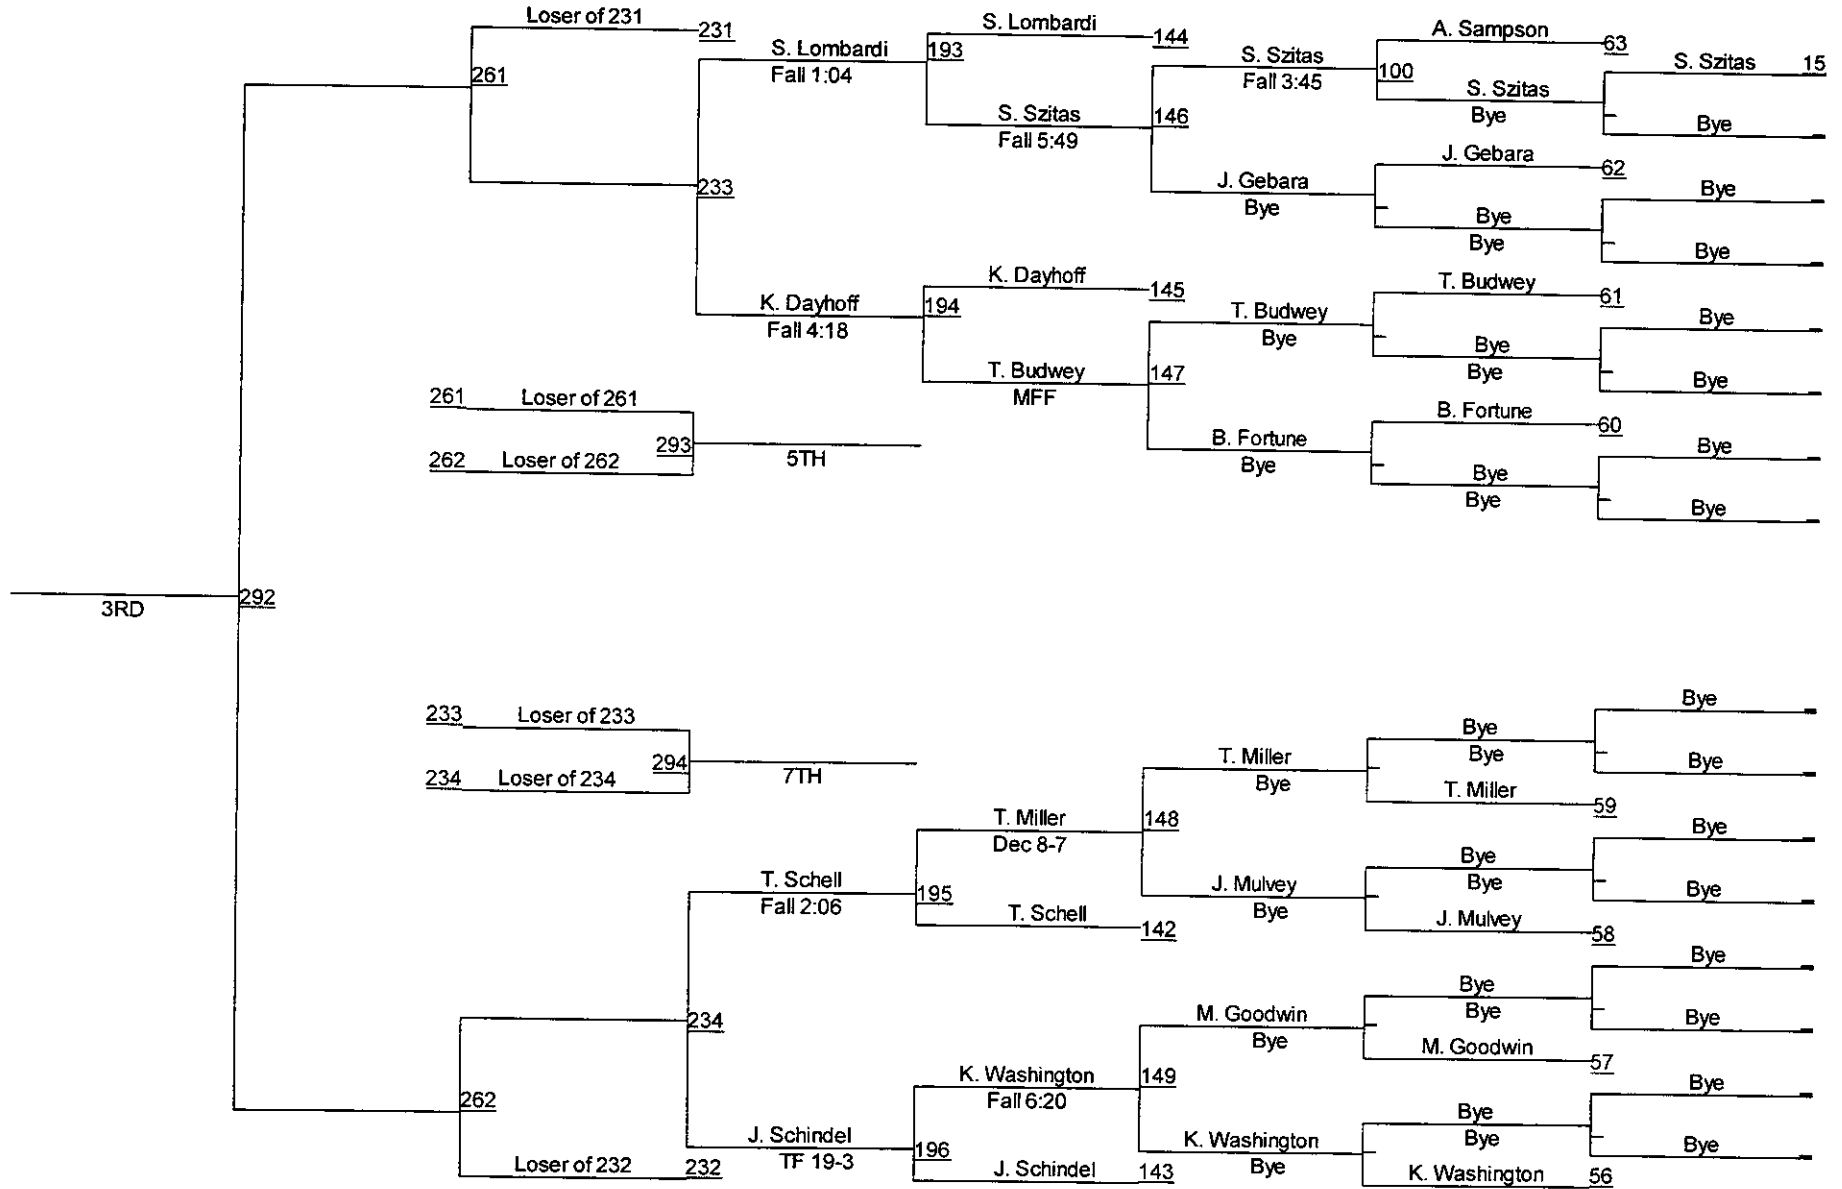 Loser of 231
231
261
S. Lombardi
Fall 1:04
193
S. Lombardi
144
S. Szitas
Fall 3:45
100
A. Sampson
63
S. Szitas
15
S. Szitas
Bye
Bye
S. Szitas
Fall 5:49
146
J. Gebara
62
J. Gebara
Bye
Bye
Bye
Bye
Bye
233
K. Dayhoff
Fall 4:18
194
K. Dayhoff
145
T. Budwey
Bye
T. Budwey
61
Bye
Bye
Bye
Bye
T. Budwey
MFF
147
B. Fortune
Bye
B. Fortune
60
Bye
Bye
Bye
Bye
261
Loser of 261
262
Loser of 262
293
5TH
3RD
292
233
Loser of 233
234
Loser of 234
294
7TH
Bye
Bye
Bye
Bye
T. Miller
Bye
T. Miller
59
T. Miller
Dec 8-7
148
Bye
Bye
Bye
Bye
J. Mulvey
Bye
J. Mulvey
58
T. Schell
Fall 2:06
195
T. Schell
142
Bye
Bye
Bye
Bye
M. Goodwin
Bye
M. Goodwin
57
234
K. Washington
Fall 6:20
149
Bye
Bye
Bye
Bye
K. Washington
Bye
K. Washington
56
262
J. Schindel
TF 19-3
196
J. Schindel
143
Loser of 232
232